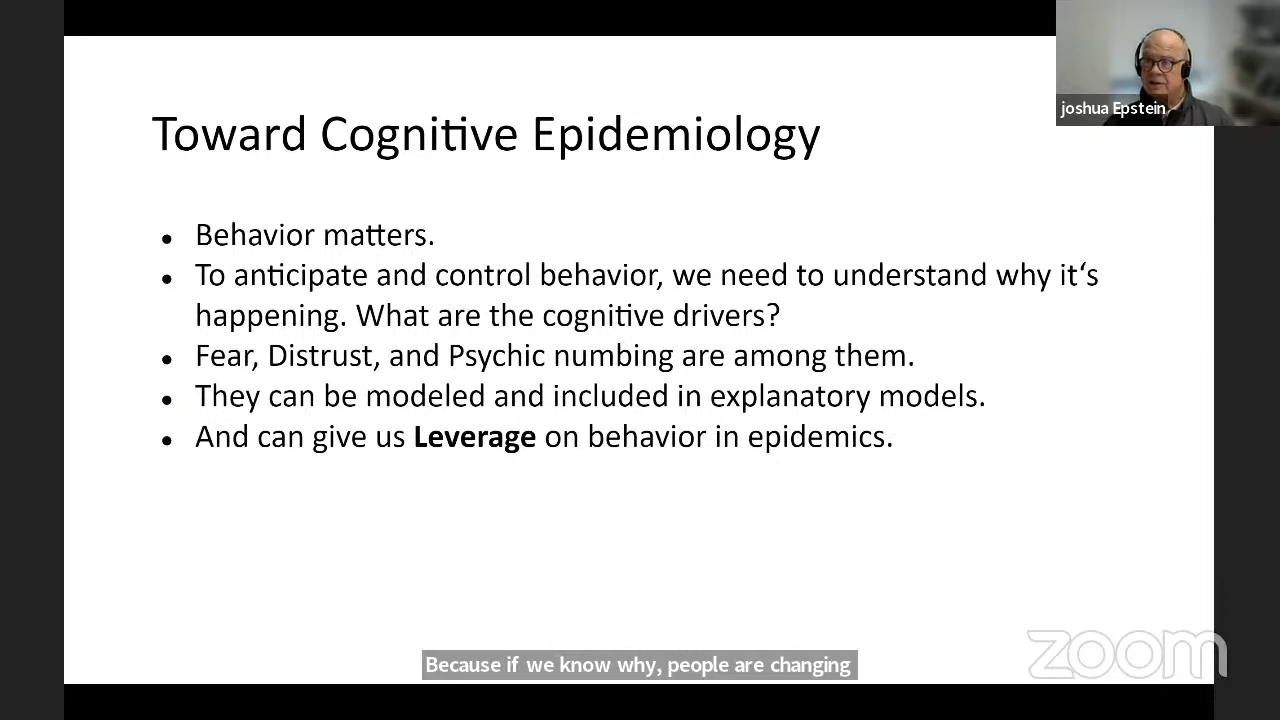 joshua Epstein
Toward Cognitive Epidemiology
● Behavior matters.
● To anticipate and control behavior, we need to understand why it‘s
happening. What are the cognitive drivers?
● Fear, Distrust, and Psychic numbing are among them.
● They can be modeled and included in explanatory models.
● And can give us Leverage on behavior in epidemics.
zoom
Because if we know why, people are changing